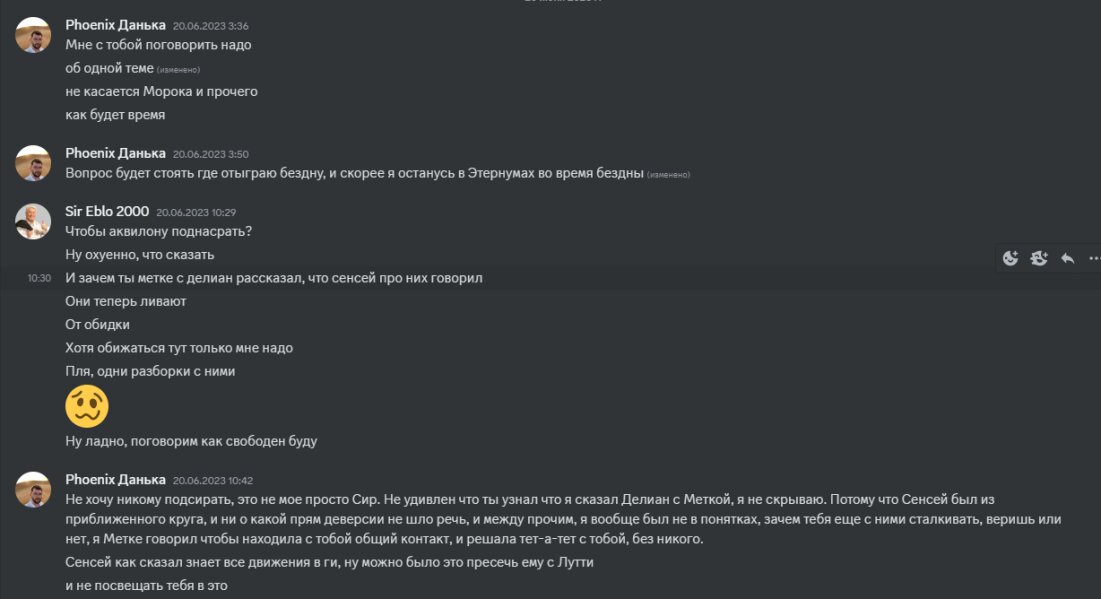 Phoenix Данька 20.06.2023 3:36
Мне с тобой поговорить надо
об одной теме (изменено)
не касается Морока и прочего
как будет время
Phoenix Данька 20.06.2023 3:50
Вопрос будет стоять где отыграю бездну, и скорее я останусь в Этернумах во время бездны (изменено)
Sir Eblo 2000 20.06.2023 10:29
Чтобы аквилону поднасрать?
Ну охуенно, что сказать
10:30 И зачем ты метке с делиан рассказал, что сенсей про них говорил
Они теперь ливают
От обидки
Хотя обижаться тут только мне надо
Пля, одни разборки с ними
Ну ладно, поговорим как свободен буду
Phoenix Данька 20.06.2023 10:42
Не хочу никому подсирать, это не мое просто Сир. Не удивлен что ты узнал что я сказал Делиан с Меткой, я не скрываю. Потому что Сенсей был из
приближенного круга, и ни о какой прям деверсии не шло речь, и между прочим, я вообще был не в понятках, зачем тебя еще с ними сталкивать, веришь или
нет, я Метке говорил чтобы находила с тобой общий контакт, и решала тет-а-тет с тобой, без никого.
Сенсей как сказал знает все движения в ги, ну можно было это пресечь ему с Лутти
и не посвещать тебя в это